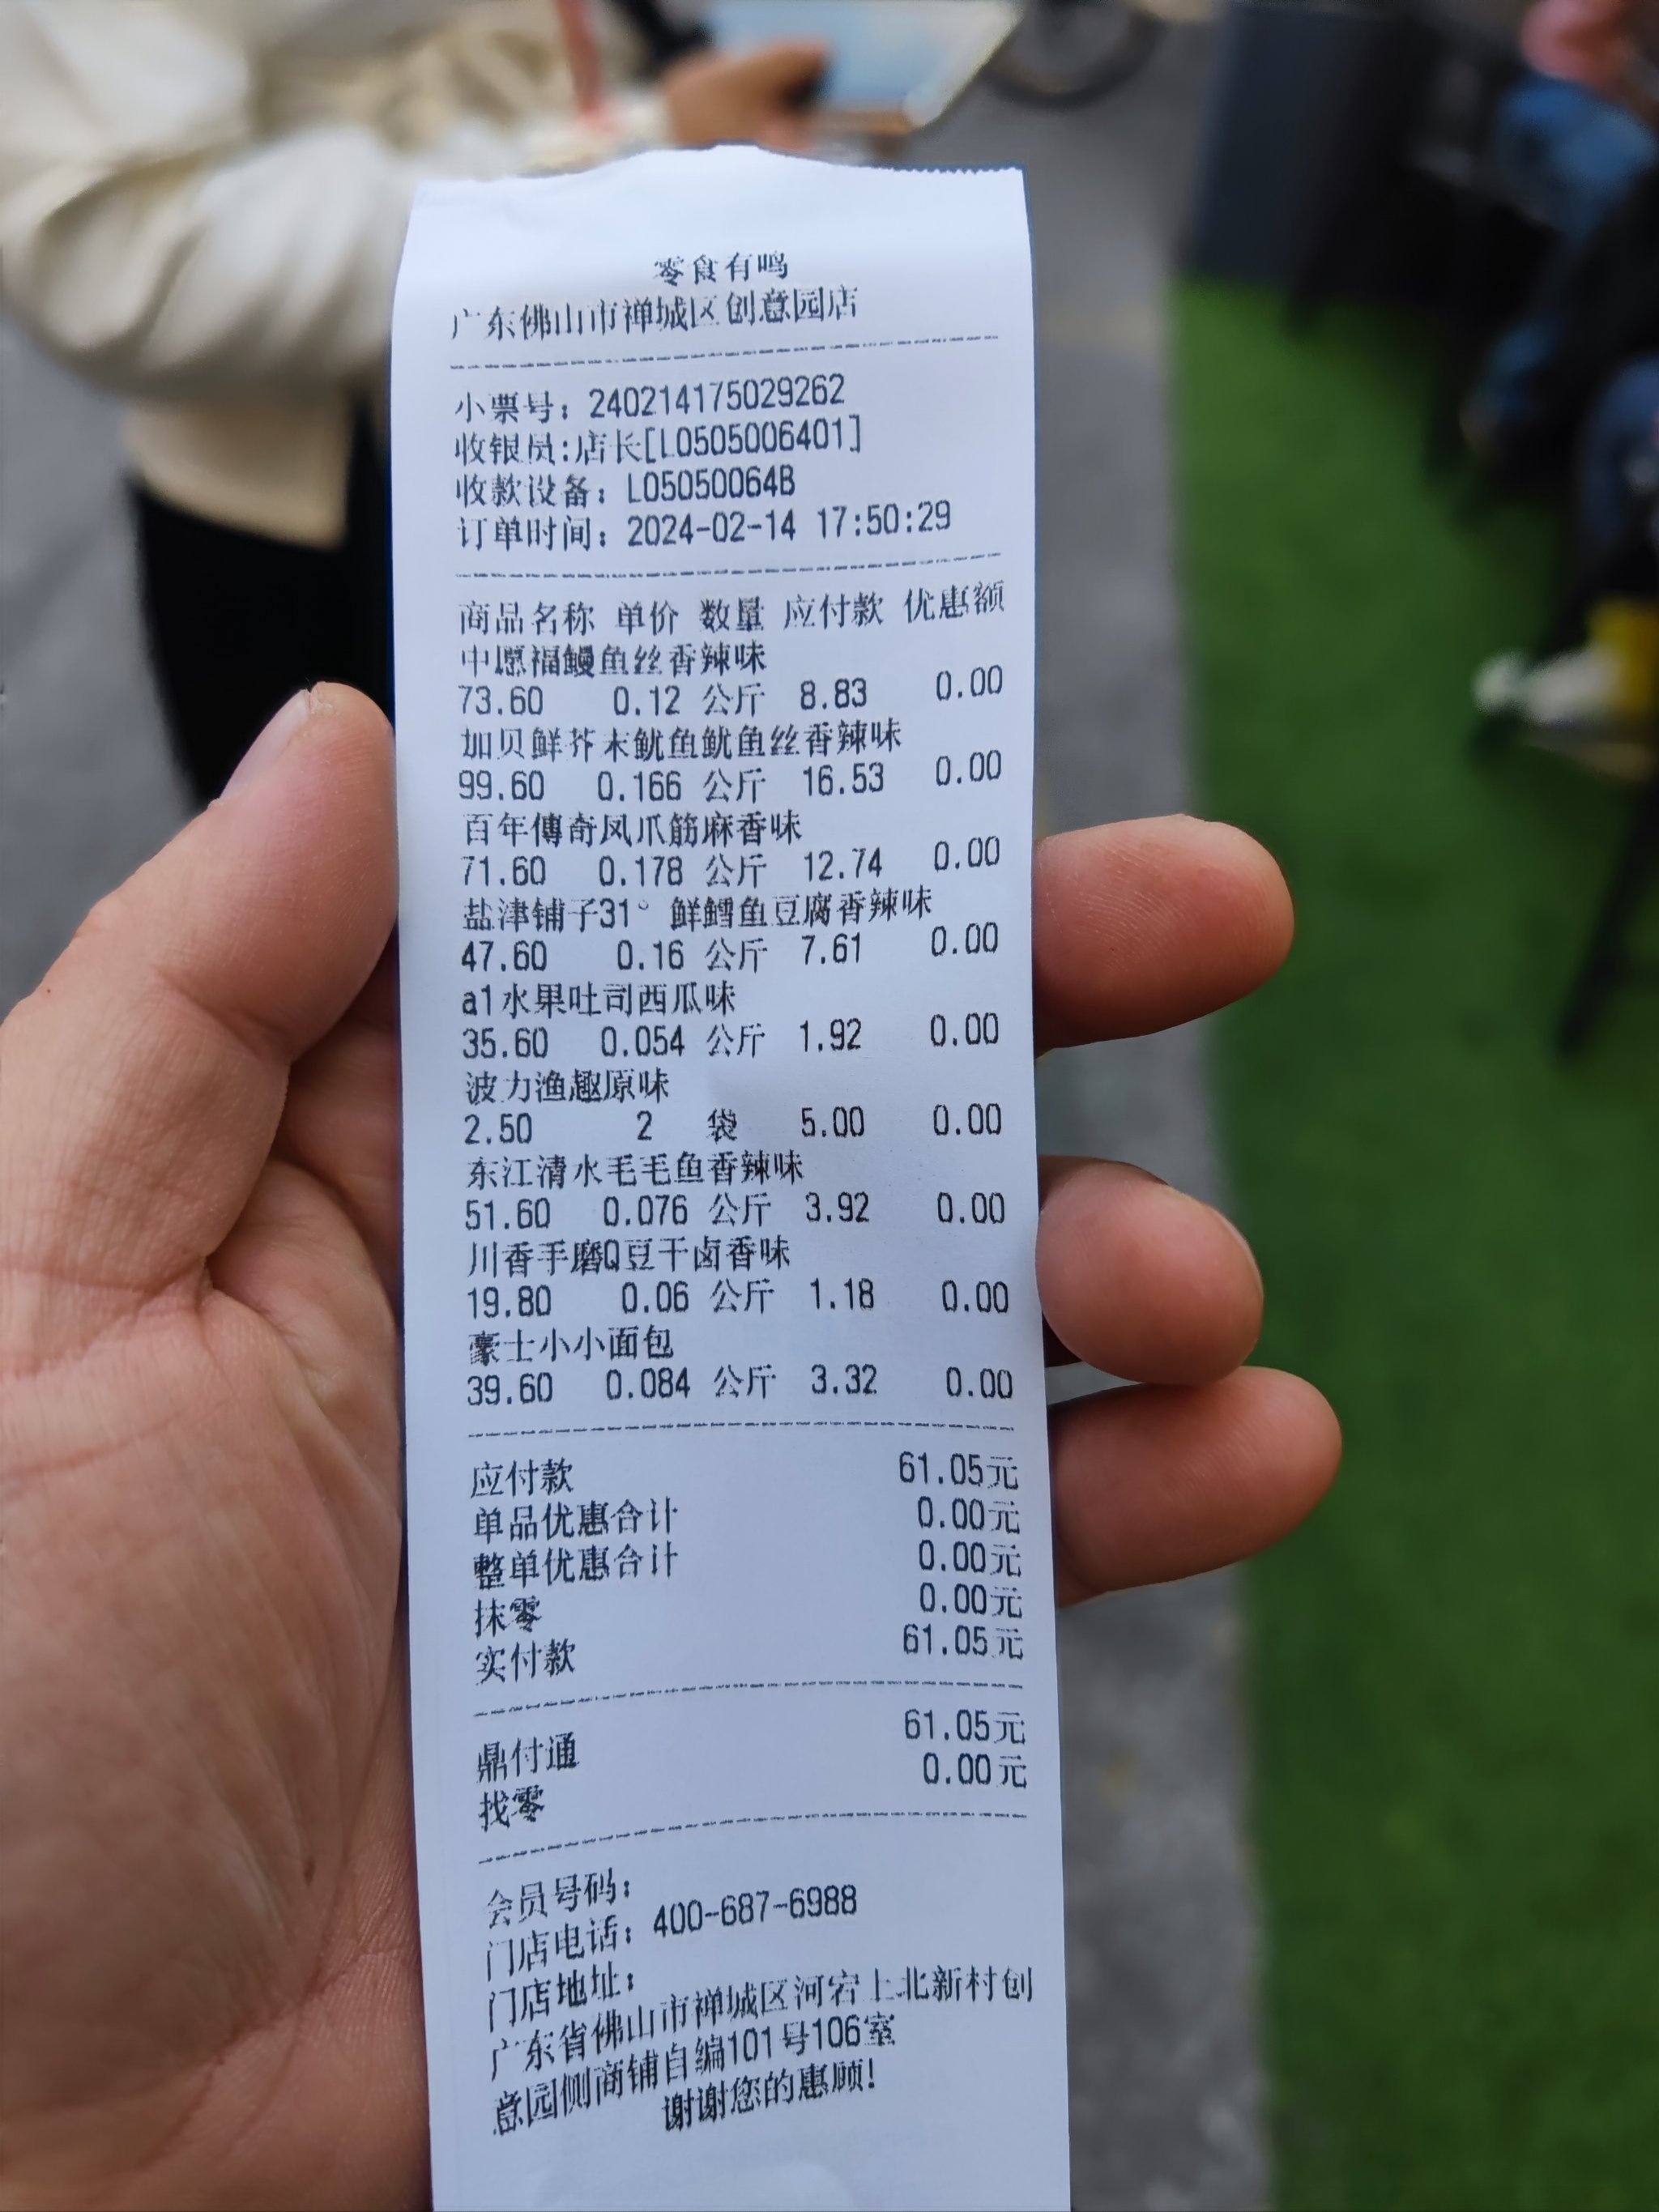 零食有鸣
广东佛山市禅城区创意园店
小票号：240214175029262
收银员:店长[L0505006401]
收款设备：L05050064B
订单时间：2024-02-14 17:50:29
商品名称 单价 数量 应付款 优惠额
中愿福鳗鱼丝香辣味
73.60 0.12 公斤 8.83 0.00
加贝鲜芥末鱿鱼鱿鱼丝香辣味
99.60 0.166 公斤 16.53 0.00
百年傳奇凤爪筋麻香味
71.60 0.178 公斤 12.74 0.00
盐津铺子31° 鲜鳕鱼豆腐香辣味
47.60 0.16 公斤 7.61 0.00
a1水果吐司西瓜味
35.60 0.054 公斤 1.92 0.00
波力渔趣原味
2.50 2 袋 5.00 0.00
东江清水毛毛鱼香辣味
51.60 0.076 公斤 3.92 0.00
川香手磨Q豆干卤香味
19.80 0.06 公斤 1.18 0.00
豪士小小面包
39.60 0.084 公斤 3.32 0.00
应付款 61.05元
单品优惠合计 0.00元
整单优惠合计 0.00元
抹零 0.00元
实付款 61.05元
鼎付通 61.05元
找零 0.00元
会员号码：
门店电话：400-687-6988
门店地址：
广东省佛山市禅城区河宕上北新村创
意园侧商铺自编101号106室
谢谢您的惠顾!